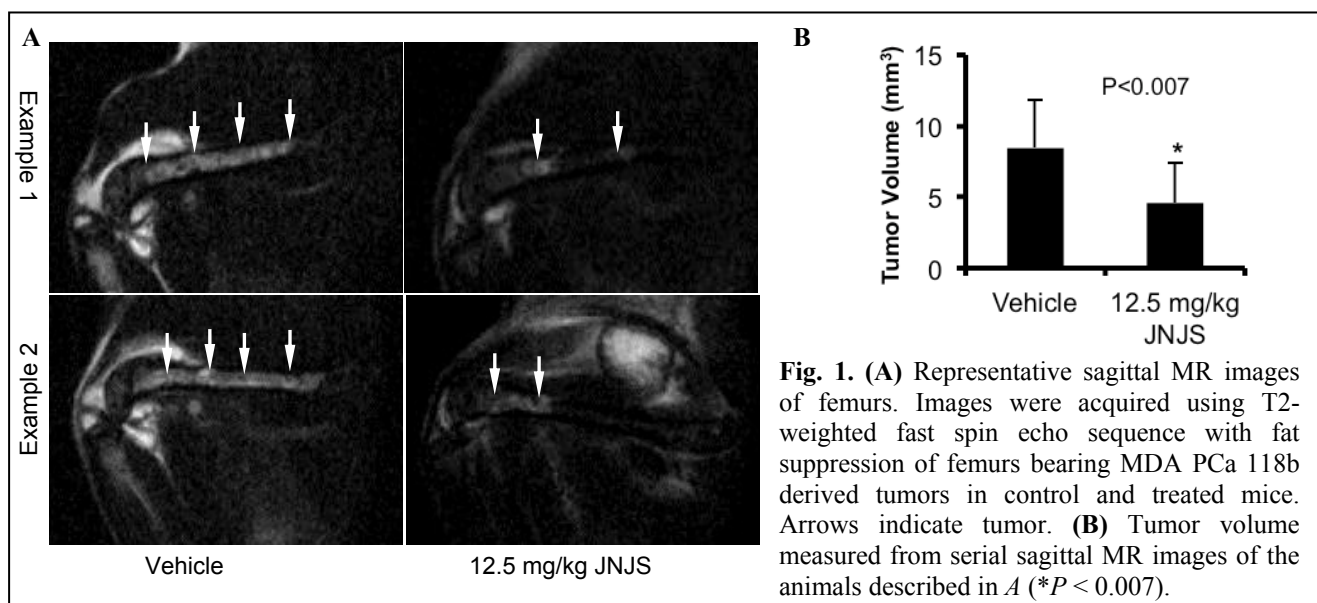 A
Example 1
Example 2
Vehicle
12.5 mg/kg JNJS
B
Tumor Volume (mm³)
15
10
5
0
P<0.007
*
Vehicle
12.5 mg/kg
JNJS
Fig. 1. (A) Representative sagittal MR images
of femurs. Images were acquired using T2-
weighted fast spin echo sequence with fat
suppression of femurs bearing MDA PCa 118b
derived tumors in control and treated mice.
Arrows indicate tumor. (B) Tumor volume
measured from serial sagittal MR images of the
animals described in A (*P < 0.007).